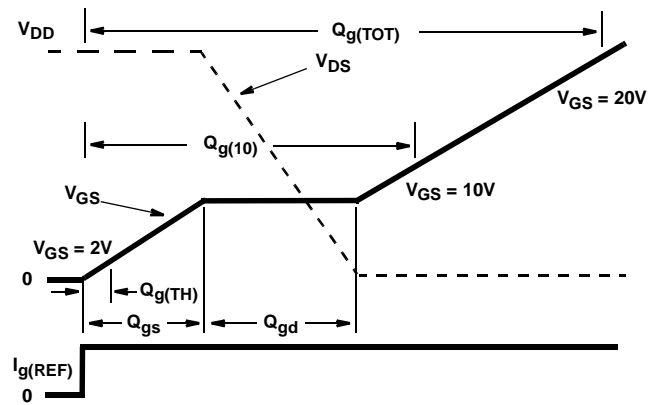 V_DD
Q_g(TOT)
V_DS
V_GS = 20V
Q_g(10)
V_GS
V_GS = 10V
V_GS = 2V
0
Q_g(TH)
Q_gs
Q_gd
I_g(REF)
0